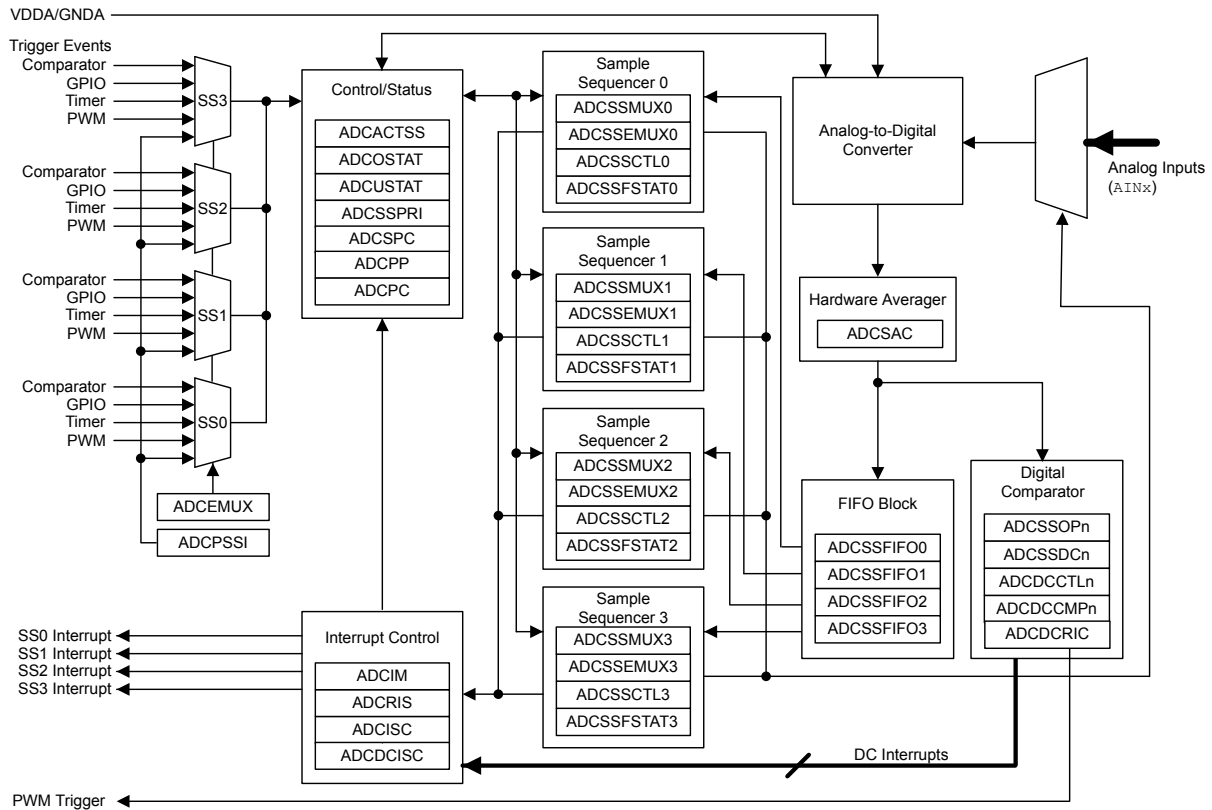 VDDA/GNDA
Trigger Events
Comparator
GPIO
Timer
PWM
SS3
Comparator
GPIO
Timer
PWM
SS2
Comparator
GPIO
Timer
PWM
SS1
Comparator
GPIO
Timer
PWM
SS0
ADCEMUX
ADCPSSI
Control/Status
ADCACTSS
ADCOSTAT
ADCUSTAT
ADCSSPRI
ADCSPC
ADCPP
ADCPC
Interrupt Control
ADCIM
ADCRIS
ADCISC
ADCDCISC
SS0 Interrupt
SS1 Interrupt
SS2 Interrupt
SS3 Interrupt
PWM Trigger
Sample
Sequencer 0
ADCSSMUX0
ADCSSEMUX0
ADCSSCTL0
ADCSSFSTAT0
Sample
Sequencer 1
ADCSSMUX1
ADCSSEMUX1
ADCSSCTL1
ADCSSFSTAT1
Sample
Sequencer 2
ADCSSMUX2
ADCSSEMUX2
ADCSSCTL2
ADCSSFSTAT2
Sample
Sequencer 3
ADCSSMUX3
ADCSSEMUX3
ADCSSCTL3
ADCSSFSTAT3
Analog-to-Digital
Converter
Analog Inputs
(AINx)
Hardware Averager
ADCSAC
FIFO Block
ADCSSFIFO0
ADCSSFIFO1
ADCSSFIFO2
ADCSSFIFO3
Digital
Comparator
ADCSSOPn
ADCSSDCn
ADCDCCTLn
ADCDCCMPn
ADCDCRIC
DC Interrupts